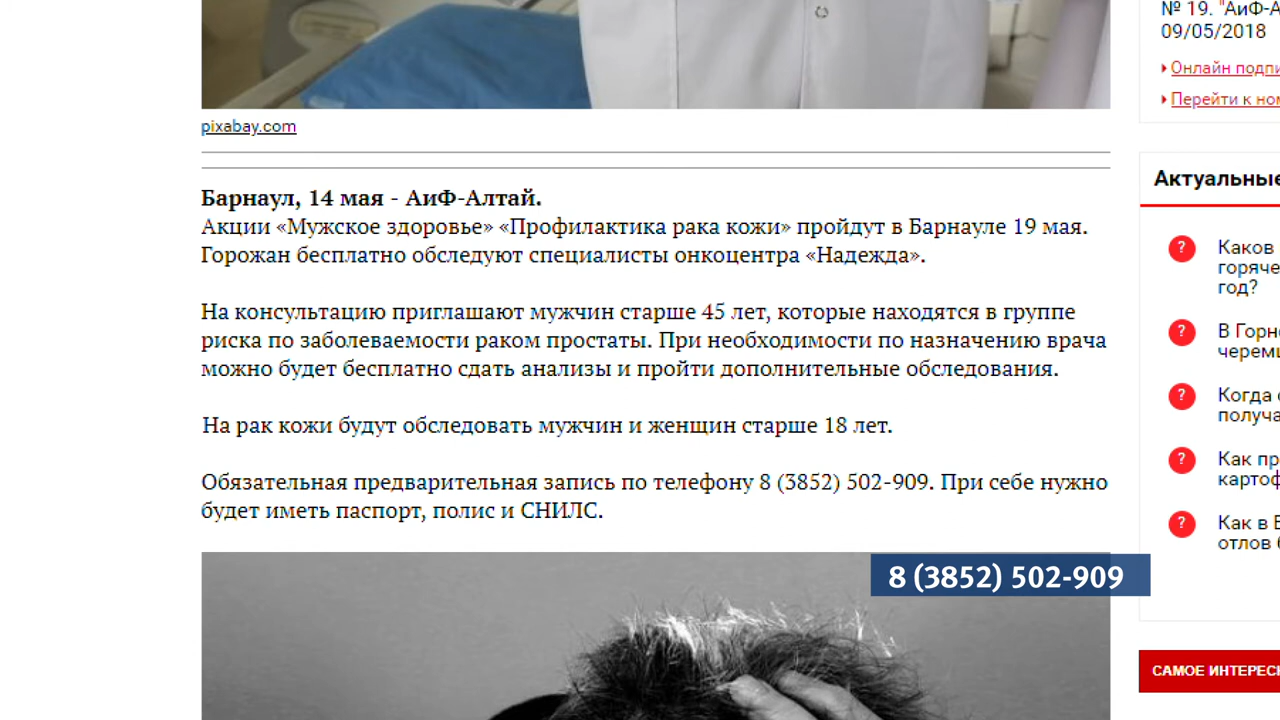 pixabay.com
Барнаул, 14 мая - АиФ-Алтай.
Акции «Мужское здоровье» «Профилактика рака кожи» пройдут в Барнауле 19 мая.
Горожан бесплатно обследуют специалисты онкоцентра «Надежда».
На консультацию приглашают мужчин старше 45 лет, которые находятся в группе
риска по заболеваемости раком простаты. При необходимости по назначению врача
можно будет бесплатно сдать анализы и пройти дополнительные обследования.
На рак кожи будут обследовать мужчин и женщин старше 18 лет.
Обязательная предварительная запись по телефону 8 (3852) 502-909. При себе нужно
будет иметь паспорт, полис и СНИЛС.
8 (3852) 502-909
№ 19. "АиФ-А
09/05/2018
Онлайн подпи
Перейти к ном
Актуальные
? Каков
горяче
год?
? В Горн
черем
? Когда
получа
? Как пр
картоф
? Как в
отлов
САМОЕ ИНТЕРЕС